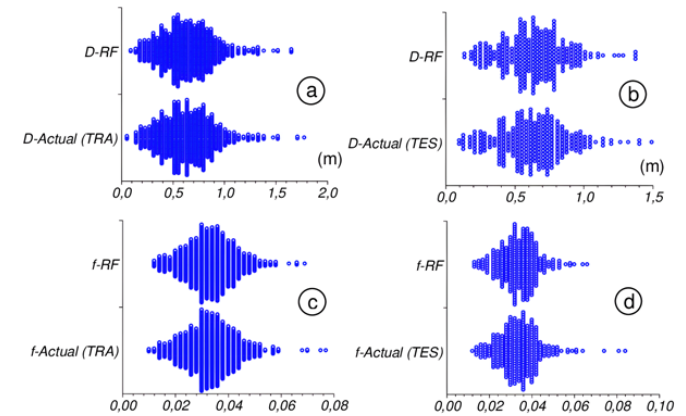 D-RF
a
D-Actual (TRA)
(m)
0,0 0,5 1,0 1,5 2,0
D-RF
b
D-Actual (TES)
(m)
0,0 0,5 1,0 1,5
f-RF
c
f-Actual (TRA)
0,00 0,02 0,04 0,06 0,08
f-RF
d
f-Actual (TES)
0,00 0,02 0,04 0,06 0,08 0,10